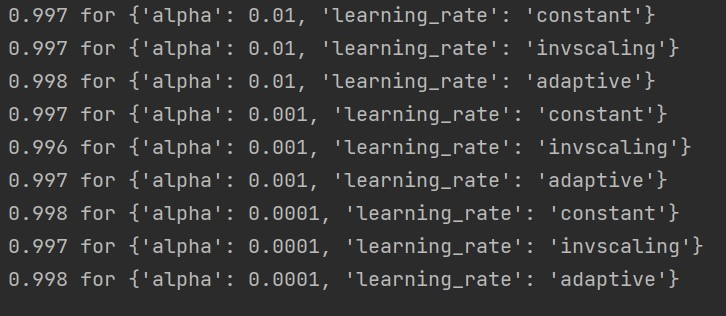 0.997 for {'alpha': 0.01, 'learning_rate': 'constant'}
0.997 for {'alpha': 0.01, 'learning_rate': 'invscaling'}
0.998 for {'alpha': 0.01, 'learning_rate': 'adaptive'}
0.997 for {'alpha': 0.001, 'learning_rate': 'constant'}
0.996 for {'alpha': 0.001, 'learning_rate': 'invscaling'}
0.997 for {'alpha': 0.001, 'learning_rate': 'adaptive'}
0.998 for {'alpha': 0.0001, 'learning_rate': 'constant'}
0.997 for {'alpha': 0.0001, 'learning_rate': 'invscaling'}
0.998 for {'alpha': 0.0001, 'learning_rate': 'adaptive'}